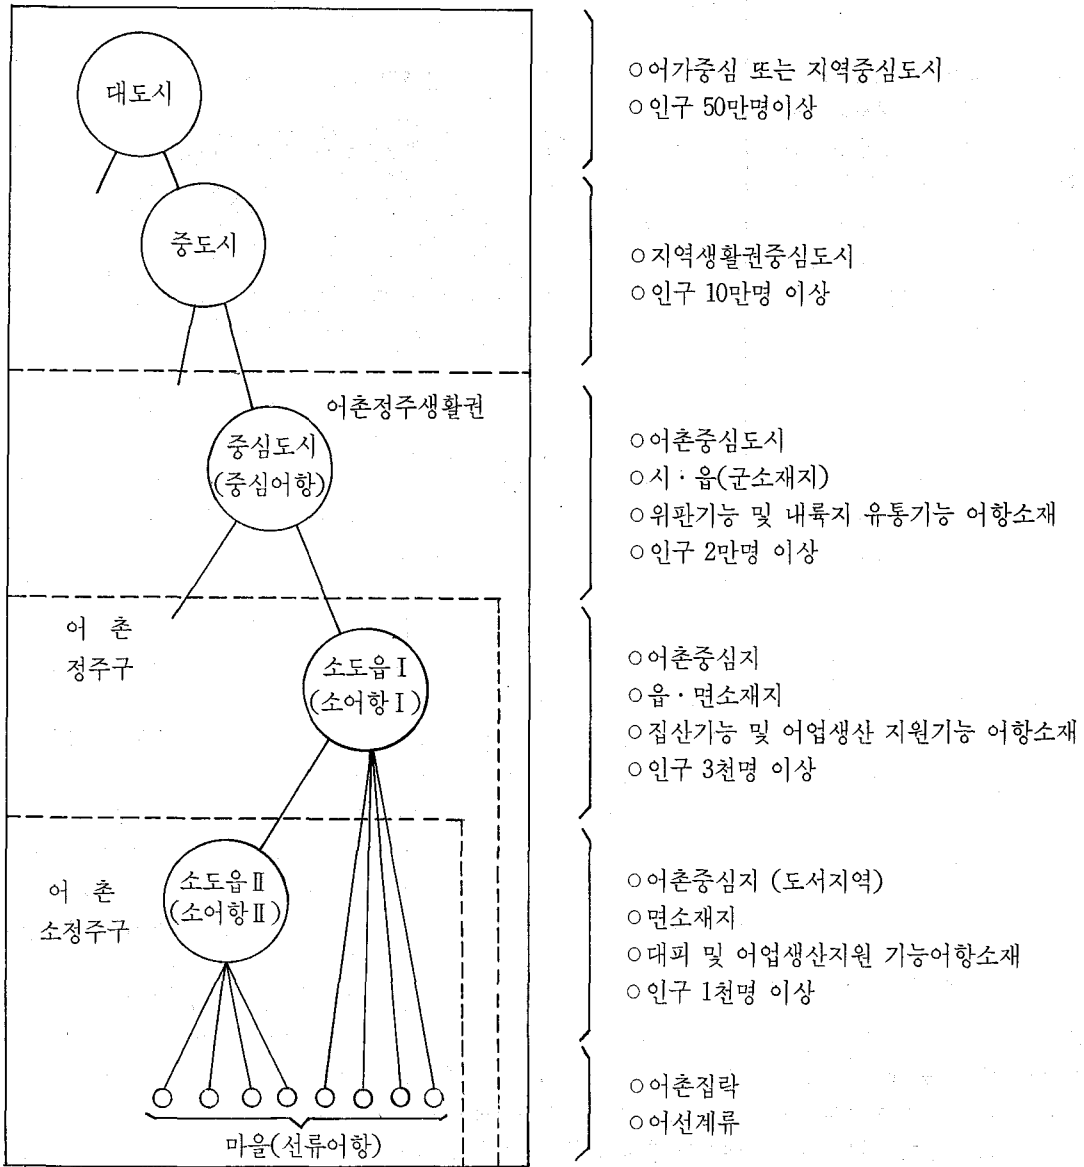 대도시
○어가중심 또는 지역중심도시
○인구 50만명이상
중도시
○지역생활권중심도시
○인구 10만명 이상
어촌정주생활권
중심도시
(중심어항)
○어촌중심도시
○시·읍(군소재지)
○위판기능 및 내륙지 유통기능 어항소재
○인구 2만명 이상
어 촌
정주구
소도읍Ⅰ
(소어항Ⅰ)
○어촌중심지
○읍·면소재지
○집산기능 및 어업생산 지원기능 어항소재
○인구 3천명 이상
어 촌
소정주구
소도읍Ⅱ
(소어항Ⅱ)
○어촌중심지 (도서지역)
○면소재지
○대피 및 어업생산지원 기능어항소재
○인구 1천명 이상
마을(선류어항)
○어촌집락
○어선계류